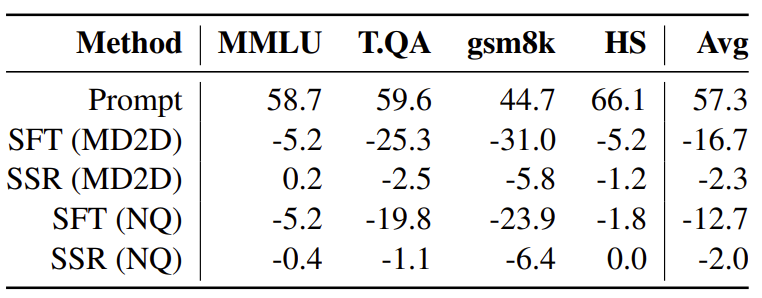 Method MMLU T.QA gsm8k HS Avg
Prompt 58.7 59.6 44.7 66.1 57.3
SFT (MD2D) -5.2 -25.3 -31.0 -5.2 -16.7
SSR (MD2D) 0.2 -2.5 -5.8 -1.2 -2.3
SFT (NQ) -5.2 -19.8 -23.9 -1.8 -12.7
SSR (NQ) -0.4 -1.1 -6.4 0.0 -2.0